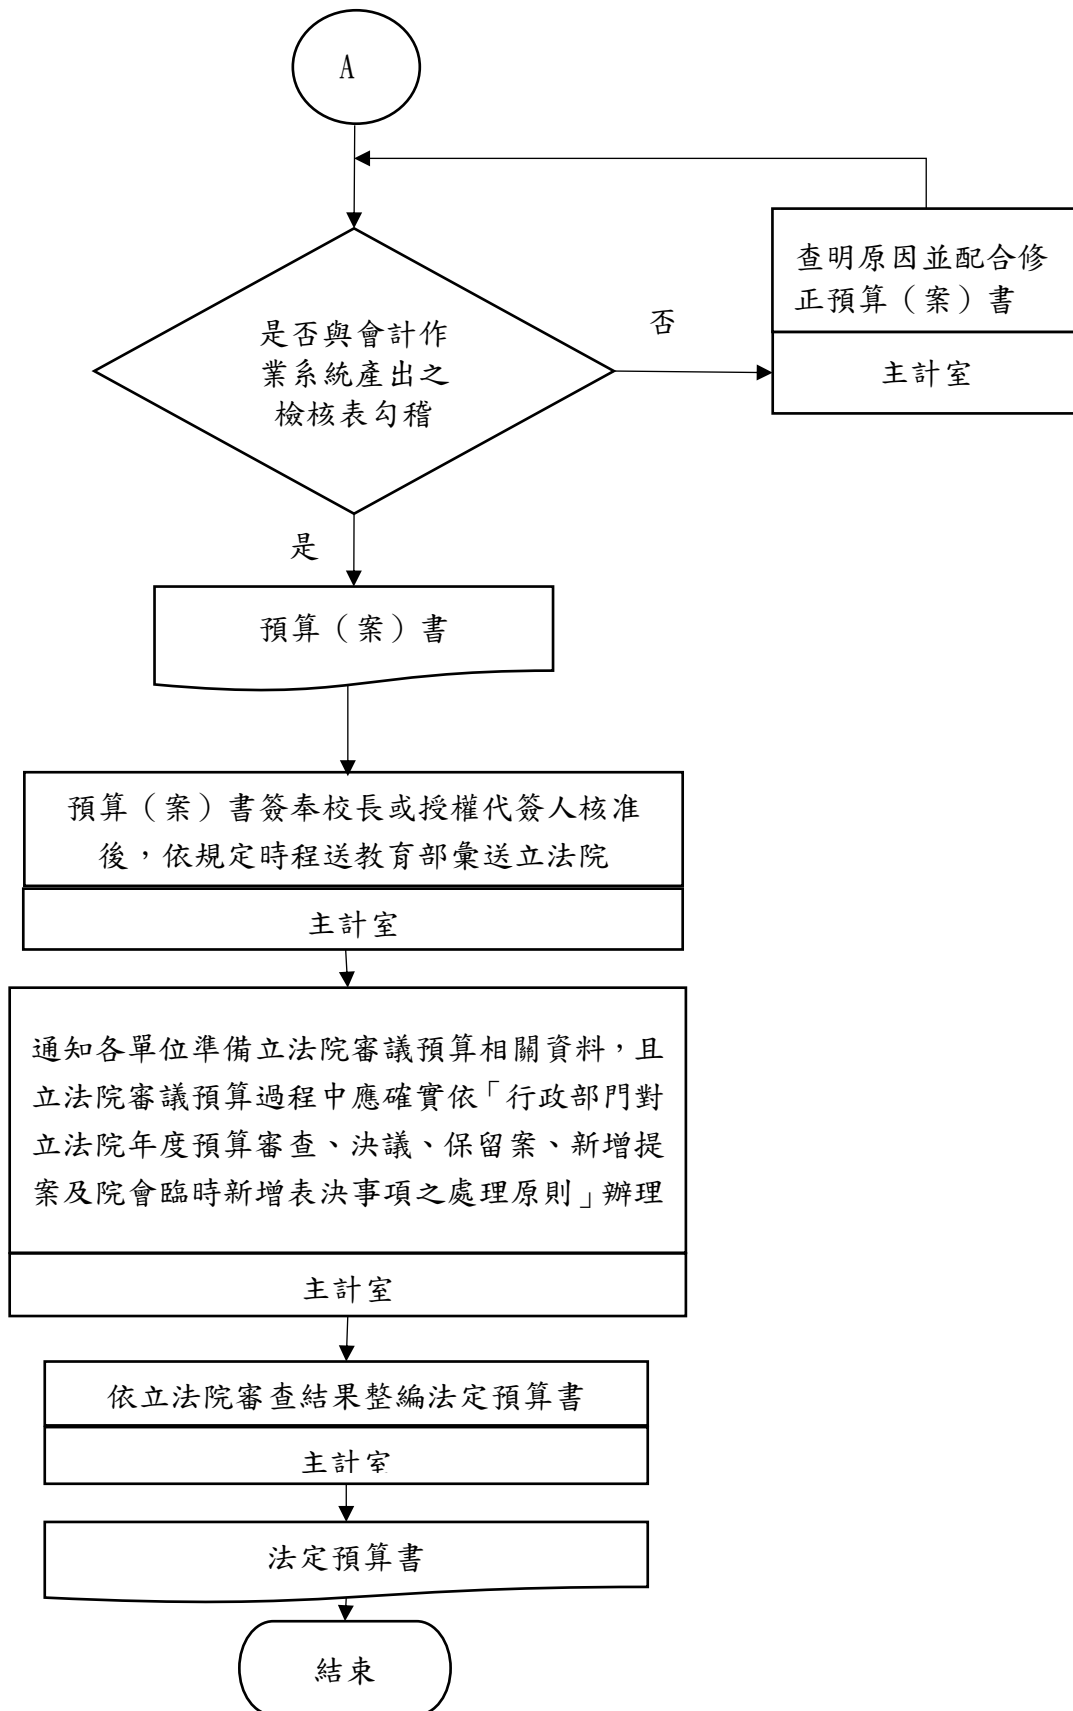 A
查明原因並配合修
正預算（案）書
主計室
否
是否與會計作
業系統產出之
檢核表勾稽
是
預算（案）書
預算（案）書簽奉校長或授權代簽人核准
後，依規定時程送教育部彙送立法院
主計室
通知各單位準備立法院審議預算相關資料，且
立法院審議預算過程中應確實依「行政部門對
立法院年度預算審查、決議、保留案、新增提
案及院會臨時新增表決事項之處理原則」辦理
主計室
依立法院審查結果整編法定預算書
主計室
法定預算書
結束